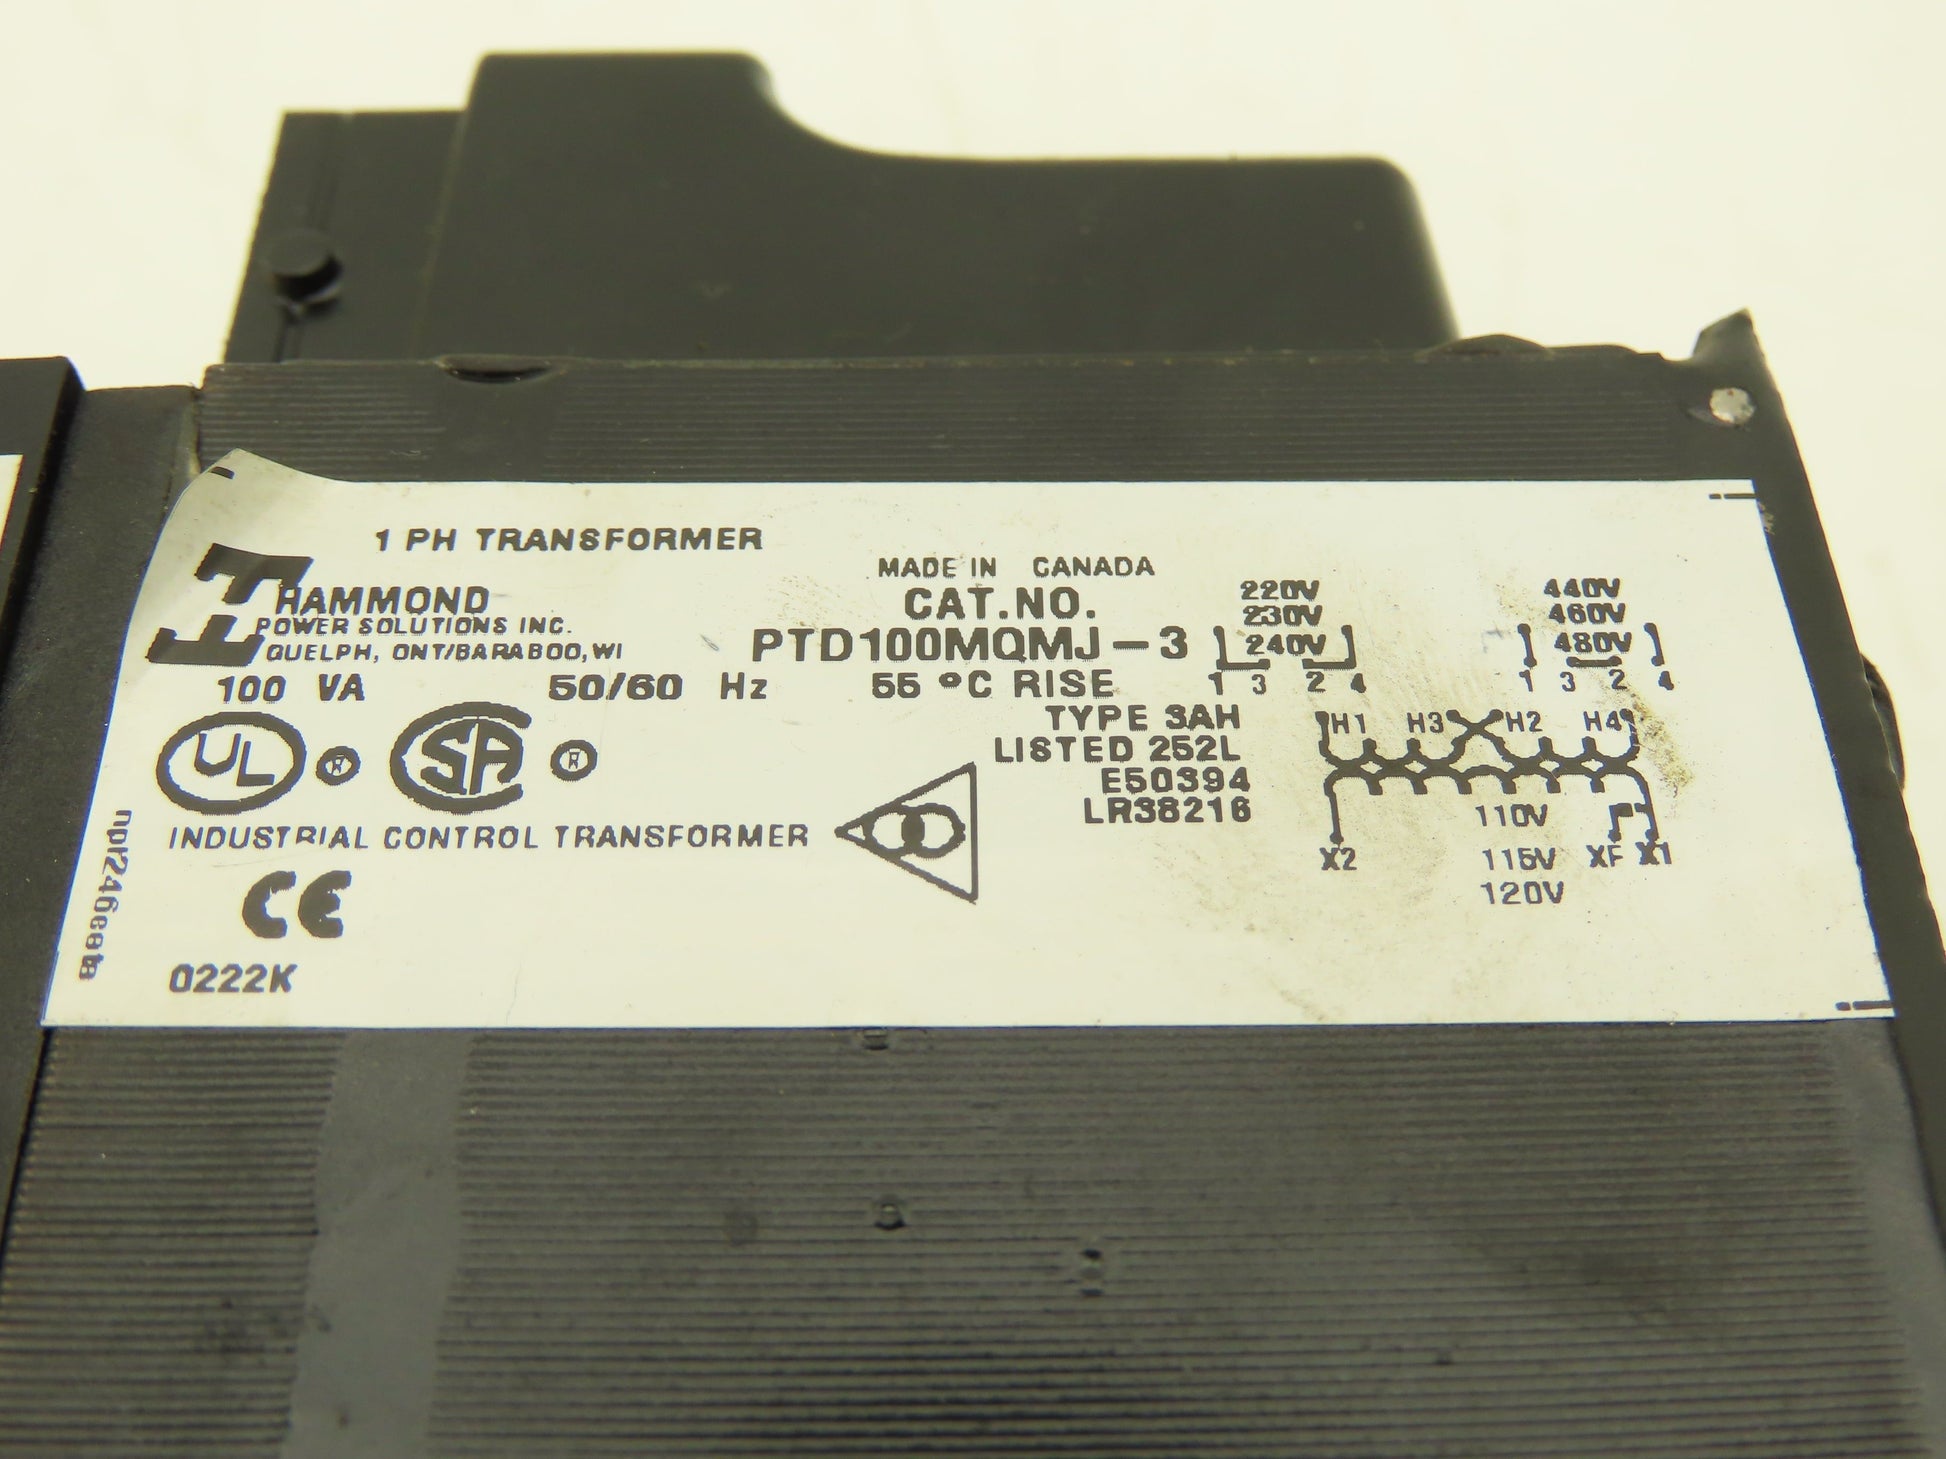 1 PH TRANSFORMER
HAMMOND
POWER SOLUTIONS INC.
GUELPH, ONT/BARABOO, WI
100 VA 50/60 Hz 55 °C RISE
MADE IN CANADA
CAT.NO.
PTD100MQMJ-3
TYPE 3AH
LISTED 252L
E50394
LR38216
UL ®
SA ®
INDUSTRIAL CONTROL TRANSFORMER
CE
0222K
220V
230V
240V
1 3 2 4
440V
460V
480V
1 3 2 4
H1 H3 H2 H4
110V
X2 115V XF X1
120V